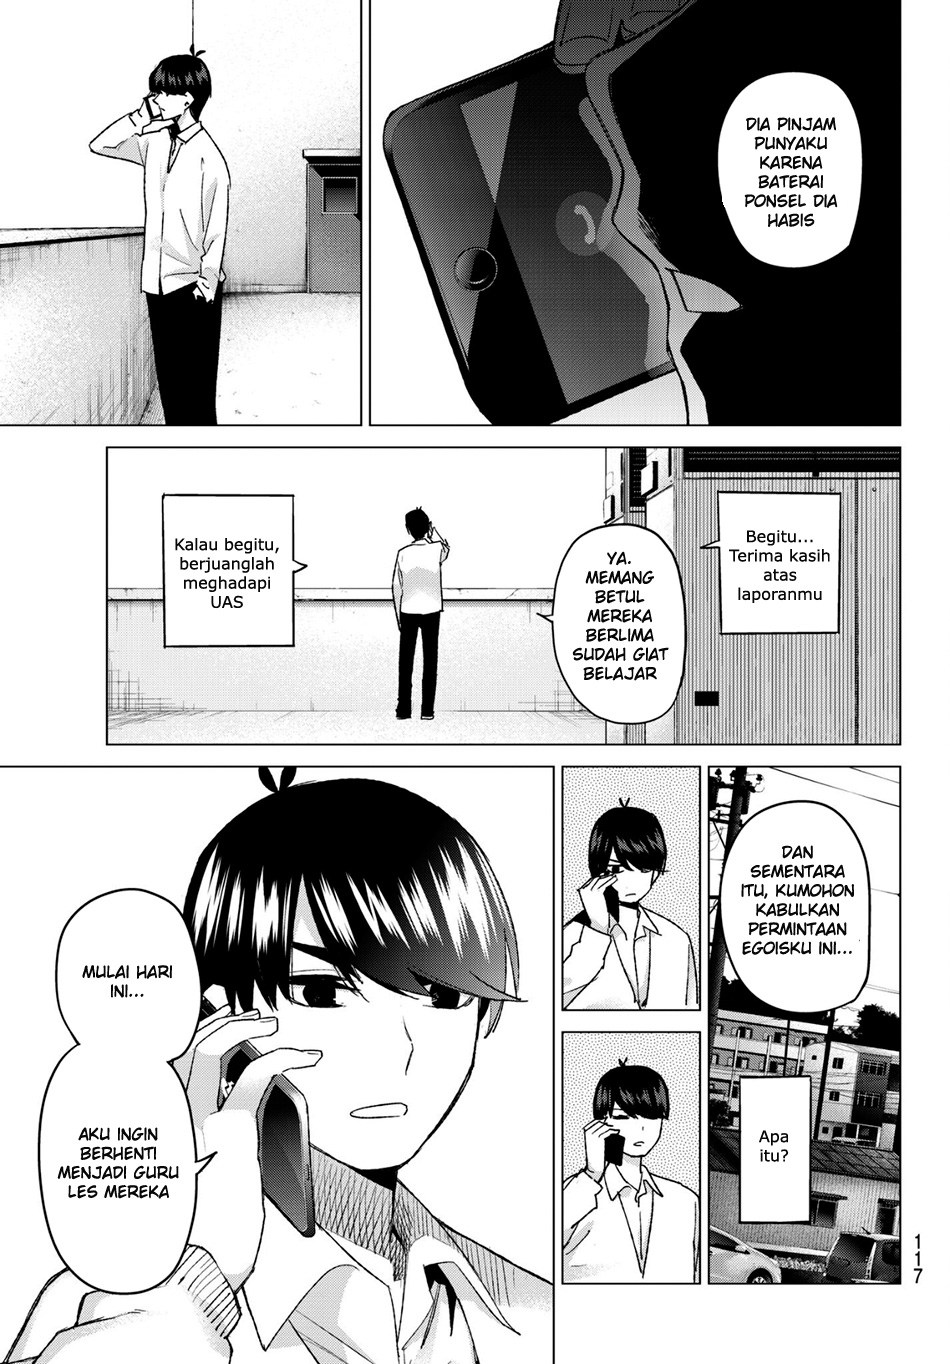 DIA PINJAM
PUNYAKU
KARENA
BATERAI
PONSEL DIA
HABIS
Begitu...
Terima kasih
atas
laporanmu
YA.
MEMANG
BETUL
MEREKA
BERLIMA
SUDAH GIAT
BELAJAR
Kalau begitu,
berjuanglah
meghadapi
UAS
DAN
SEMENTARA
ITU, KUMOHON
KABULKAN
PERMINTAAN
EGOISKU INI...
Apa
itu?
MULAI HARI
INI...
AKU INGIN
BERHENTI
MENJADI GURU
LES MEREKA
117